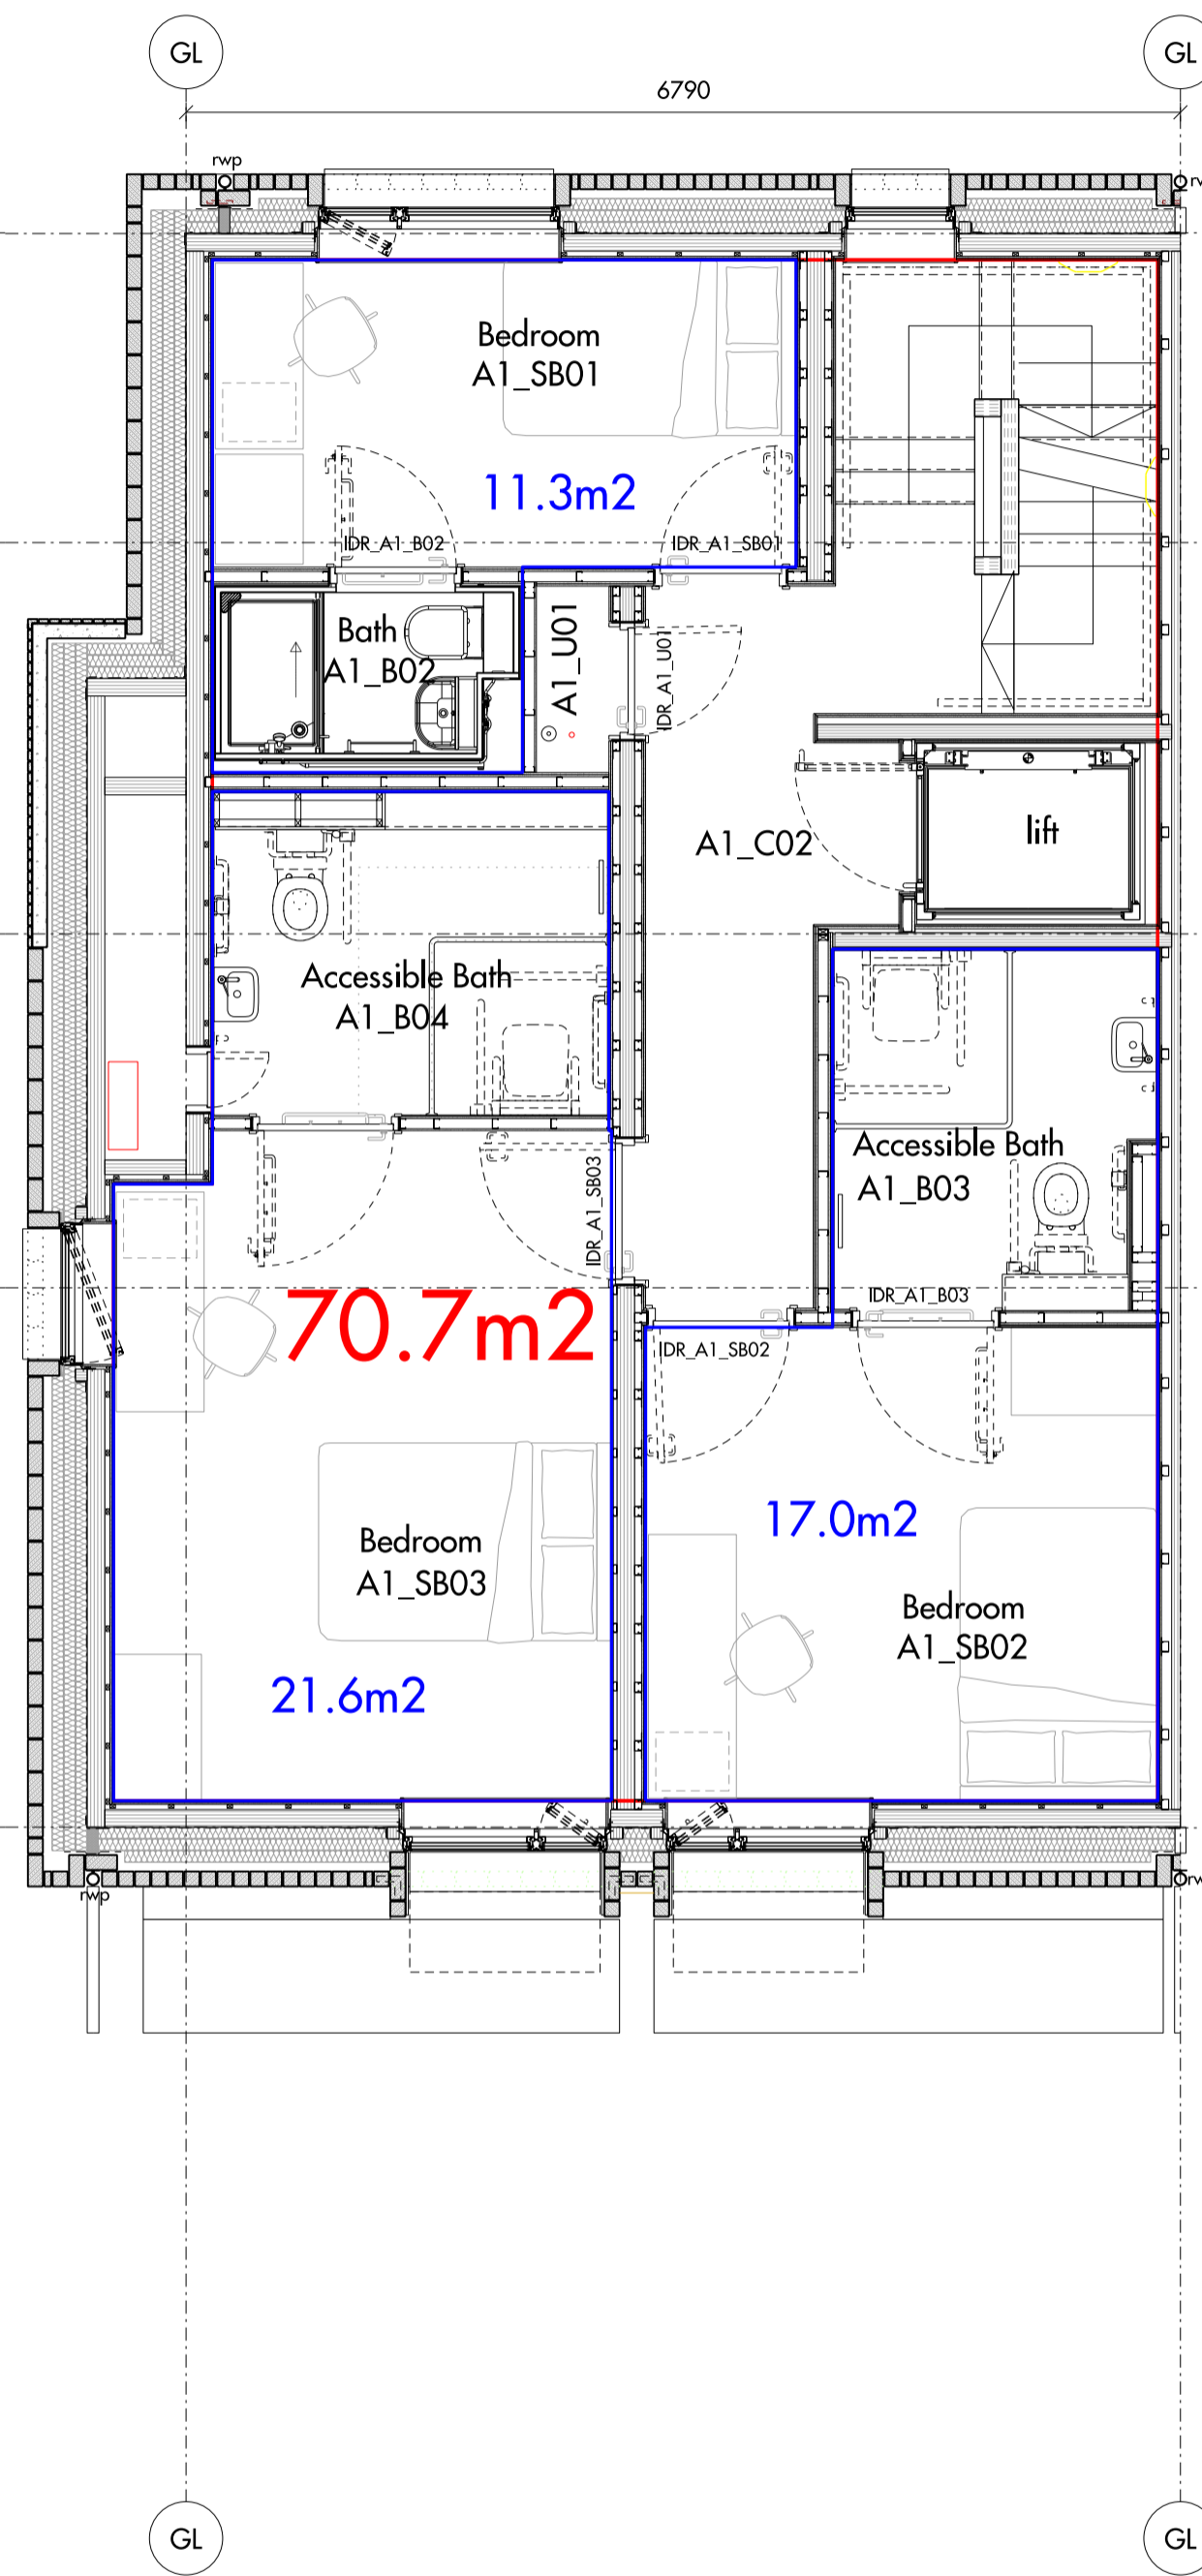 GL
GL
6790
rwp
Bedroom
A1_SB01
11.3m2
IDR_A1_B02
IDR_A1_SB01
Bath
A1_B02
A1_U01
IDR_A1_U01
A1_C02
lift
Accessible Bath
A1_B04
Accessible Bath
A1_B03
IDR_A1_SB03
IDR_A1_B03
70.7m2
IDR_A1_SB02
17.0m2
Bedroom
A1_SB03
Bedroom
A1_SB02
21.6m2
rwp
GL
GL